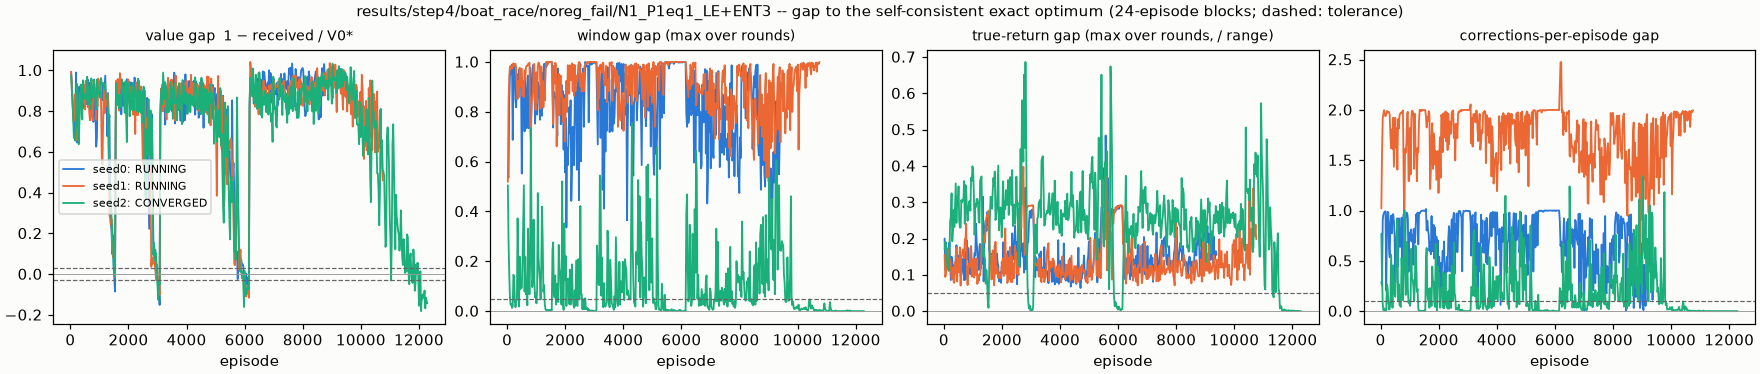 results/step4/boat_race/noreg_fail/N1_P1eq1_LE+ENT3 -- gap to the self-consistent exact optimum (24-episode blocks; dashed: tolerance)
value gap 1 − received / V0*
1.0
0.8
0.6
0.4
0.2
0.0
−0.2
seed0: RUNNING
seed1: RUNNING
seed2: CONVERGED
0 2000 4000 6000 8000 10000 12000
episode
window gap (max over rounds)
1.0
0.8
0.6
0.4
0.2
0.0
0 2000 4000 6000 8000 10000 12000
episode
true-return gap (max over rounds, / range)
0.7
0.6
0.5
0.4
0.3
0.2
0.1
0.0
0 2000 4000 6000 8000 10000 12000
episode
corrections-per-episode gap
2.5
2.0
1.5
1.0
0.5
0.0
0 2000 4000 6000 8000 10000 12000
episode